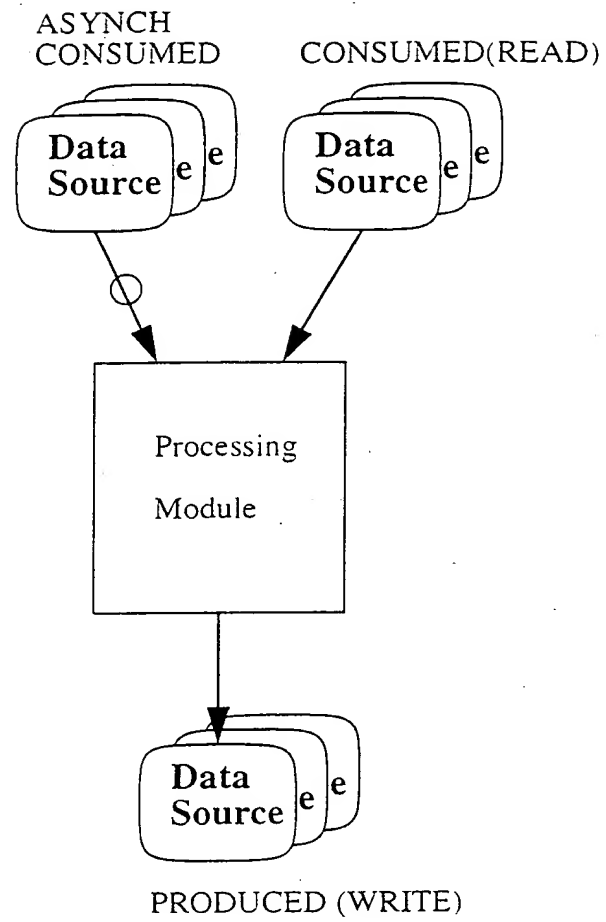 ASYNCH
CONSUMED
CONSUMED(READ)
Data
Source e e
Data
Source e e
Processing
Module
Data
Source e e
PRODUCED (WRITE)